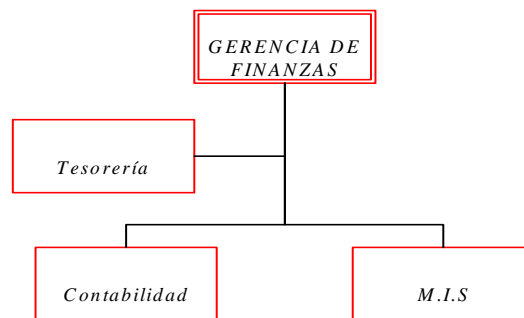 GERENCIA DE
FINANZAS
Tesorería
Contabilidad
M.I.S